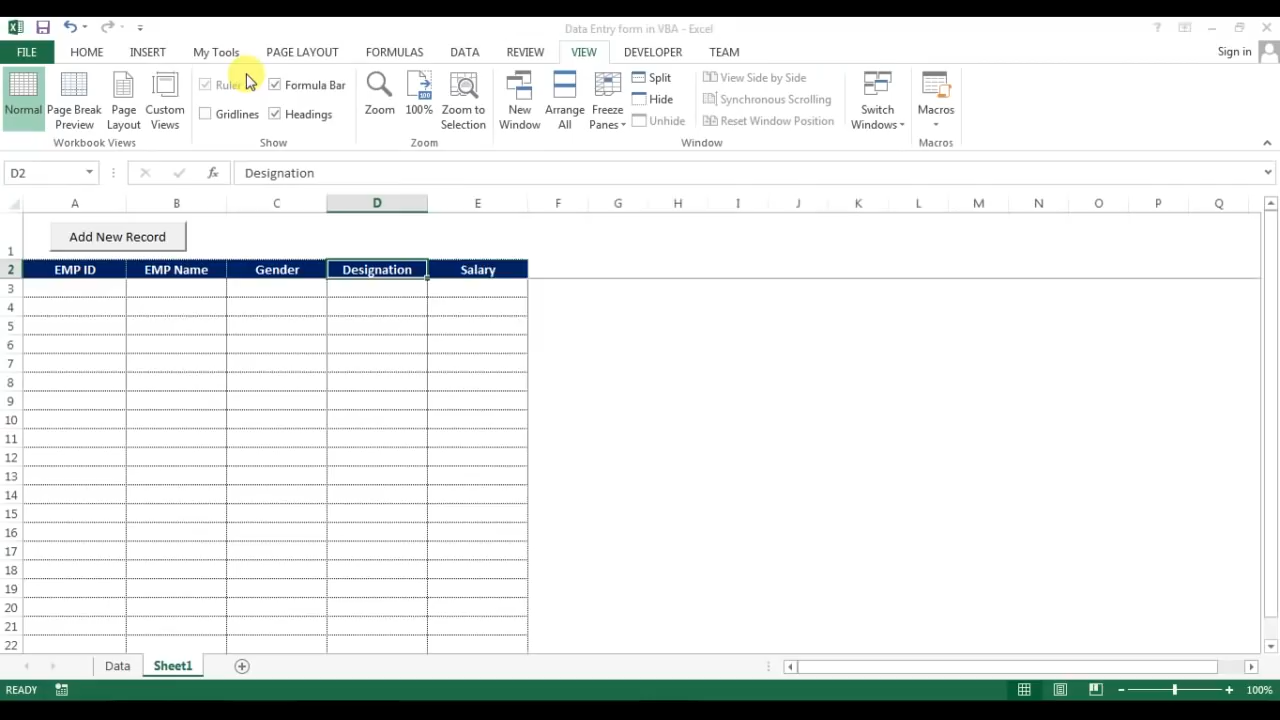 Data Entry form in VBA - Excel
?
FILE HOME INSERT My Tools PAGE LAYOUT FORMULAS DATA REVIEW VIEW DEVELOPER TEAM Sign in
Normal
Page Break Preview
Page Layout
Custom Views
Workbook Views
Ruler
Formula Bar
Gridlines
Headings
Show
Zoom
100%
Zoom to Selection
Zoom
New Window
Arrange All
Freeze Panes
Split
Hide
Unhide
View Side by Side
Synchronous Scrolling
Reset Window Position
Switch Windows
Window
Macros
Macros
D2 fx Designation
A B C D E F G H I J K L M N O P Q
1 Add New Record
2 EMP ID EMP Name Gender Designation Salary
3
4
5
6
7
8
9
10
11
12
13
14
15
16
17
18
19
20
21
22
Data Sheet1
READY 100%